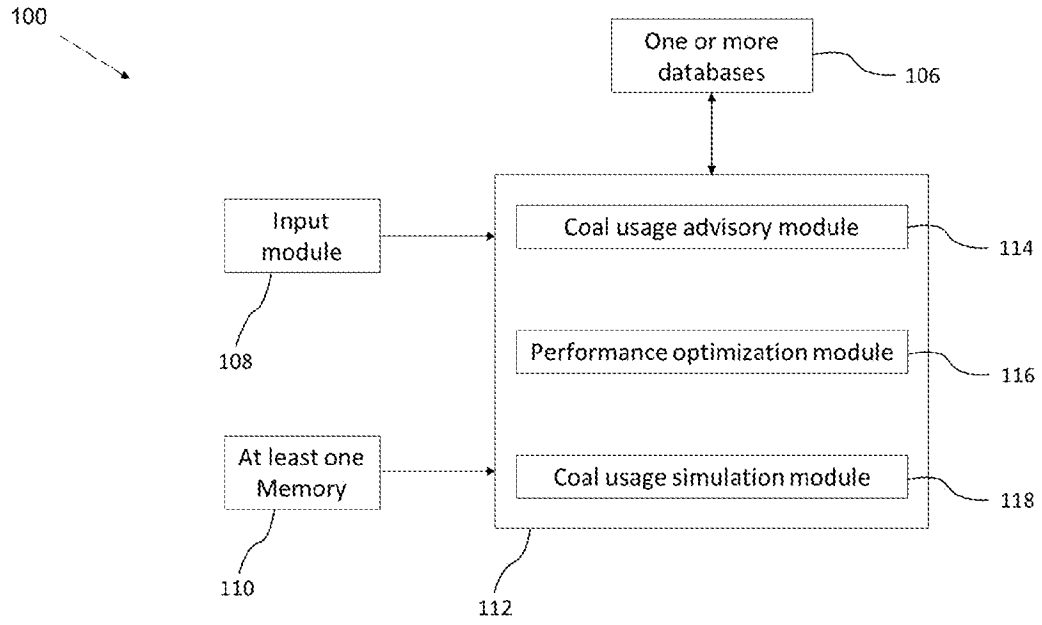 100
One or more
databases
106
Input
module
108
Coal usage advisory module
114
Performance optimization module
116
At least one
Memory
110
Coal usage simulation module
118
112